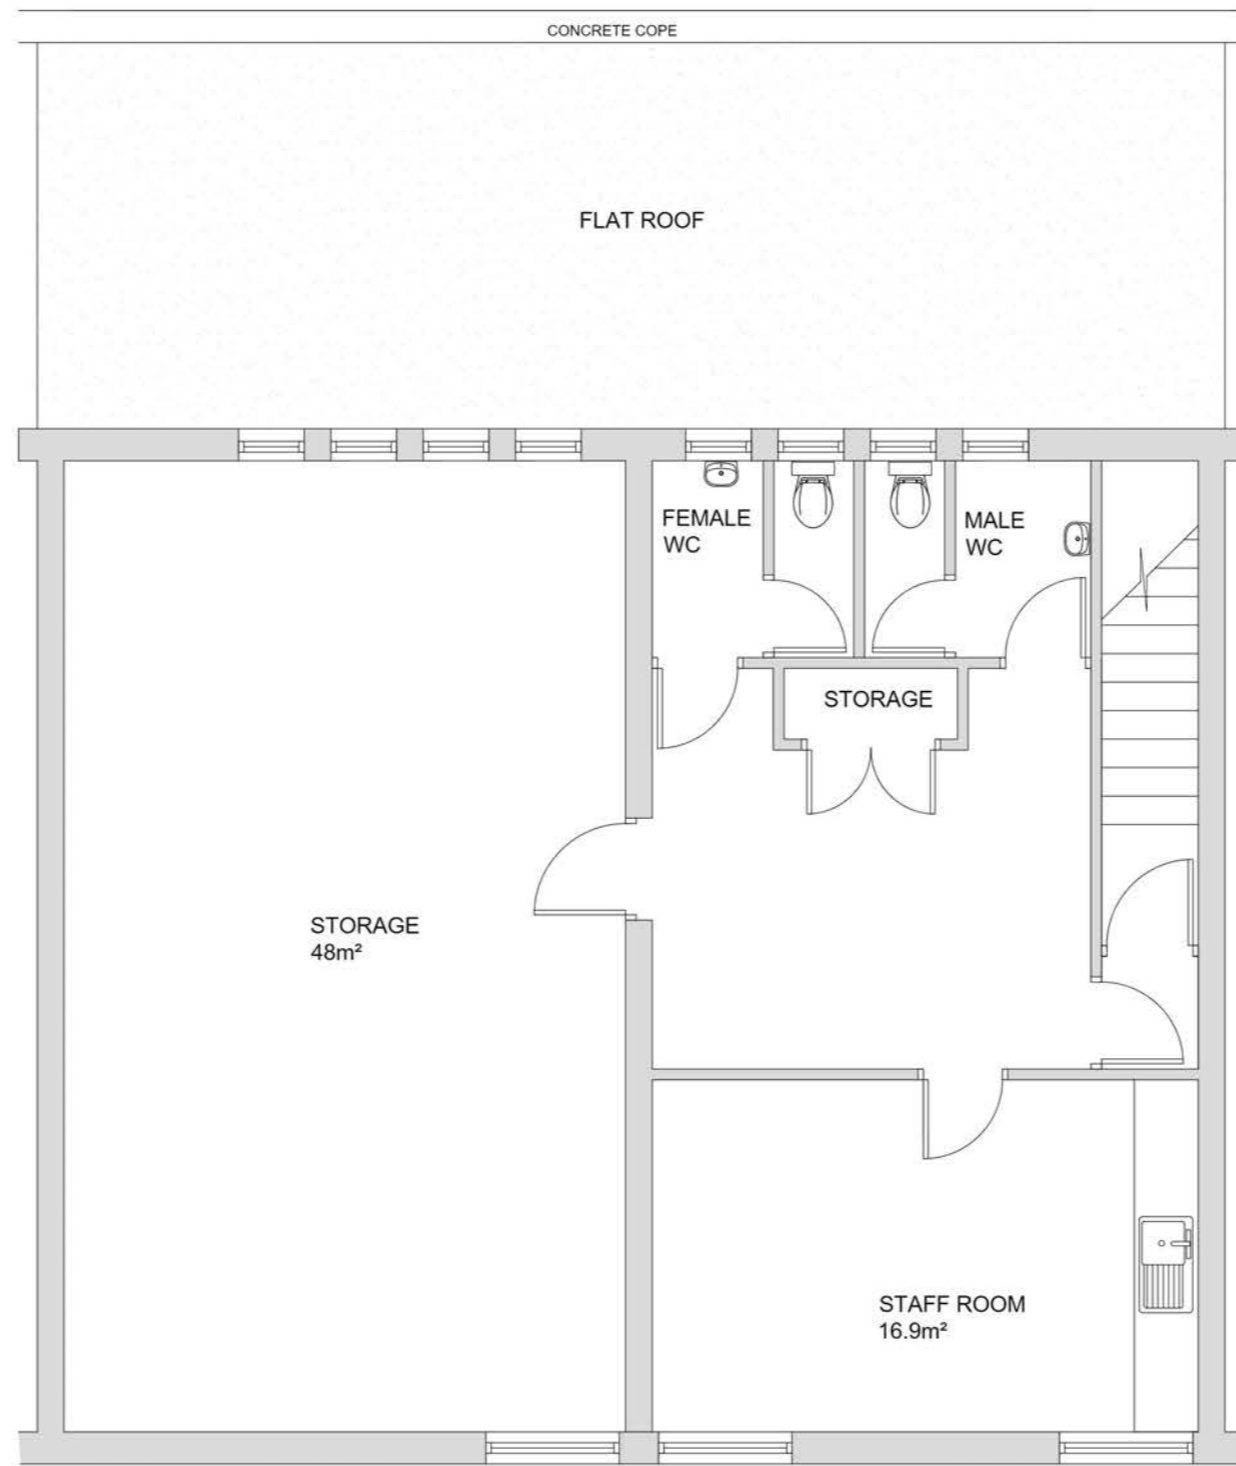 CONCRETE COPE
FLAT ROOF
FEMALE
WC
MALE
WC
STORAGE
STORAGE
48m²
STAFF ROOM
16.9m²